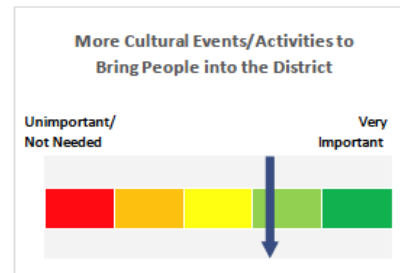 More Cultural Events/Activities to
Bring People into the District
Unimportant/
Not Needed
Very
Important